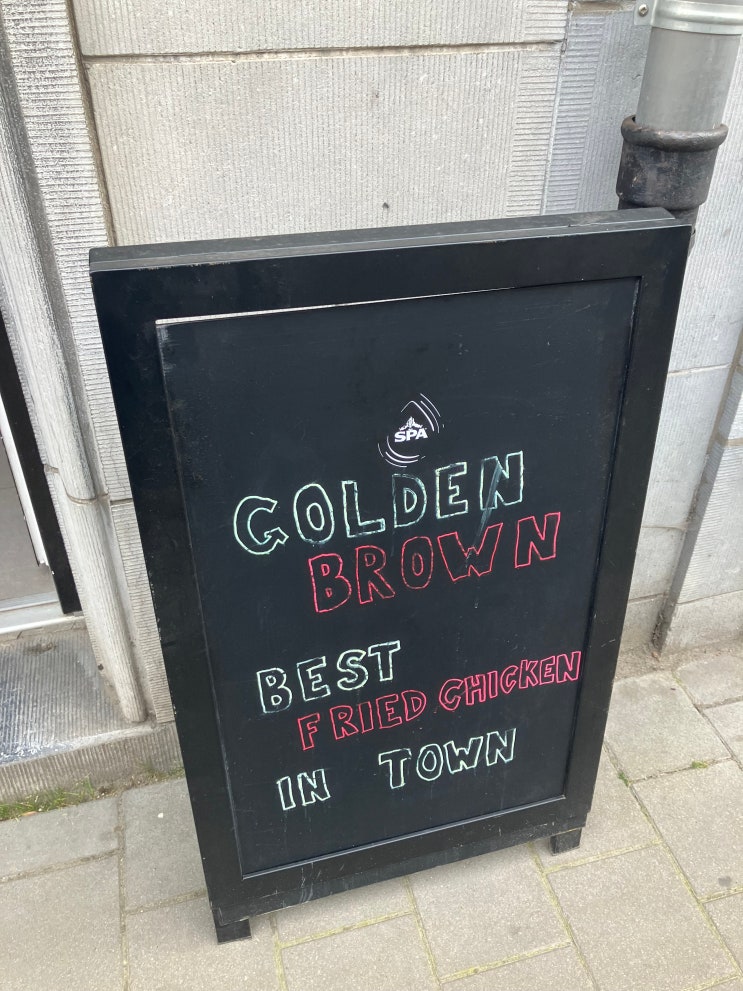 SPA
GOLDEN
BROWN
BEST
FRIED CHICKEN
IN TOWN